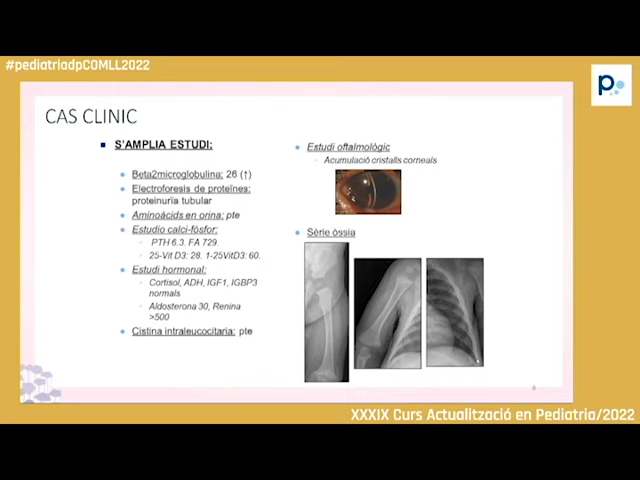 #pediatriadpCOMLL2022
p
CAS CLINIC
S'AMPLIA ESTUDI:
Beta2microglobulina: 26 (↑)
Electroforesis de proteïnes:
proteinuria tubular
Aminoàcids en orina: pte
Estudio calci-fósfor:
PTH 6.3. FA 729.
25-Vit D3: 28. 1-25VitD3: 60.
Estudi hormonal:
Cortisol, ADH, IGF1, IGBP3
normals
Aldosterona 30, Renina
>500
Cistina intraleucocitaria: pte
Estudi oftalmològic
Acumulació cristalls corneals
Sèrie òssia
XXXIX Curs Actualització en Pediatria/2022